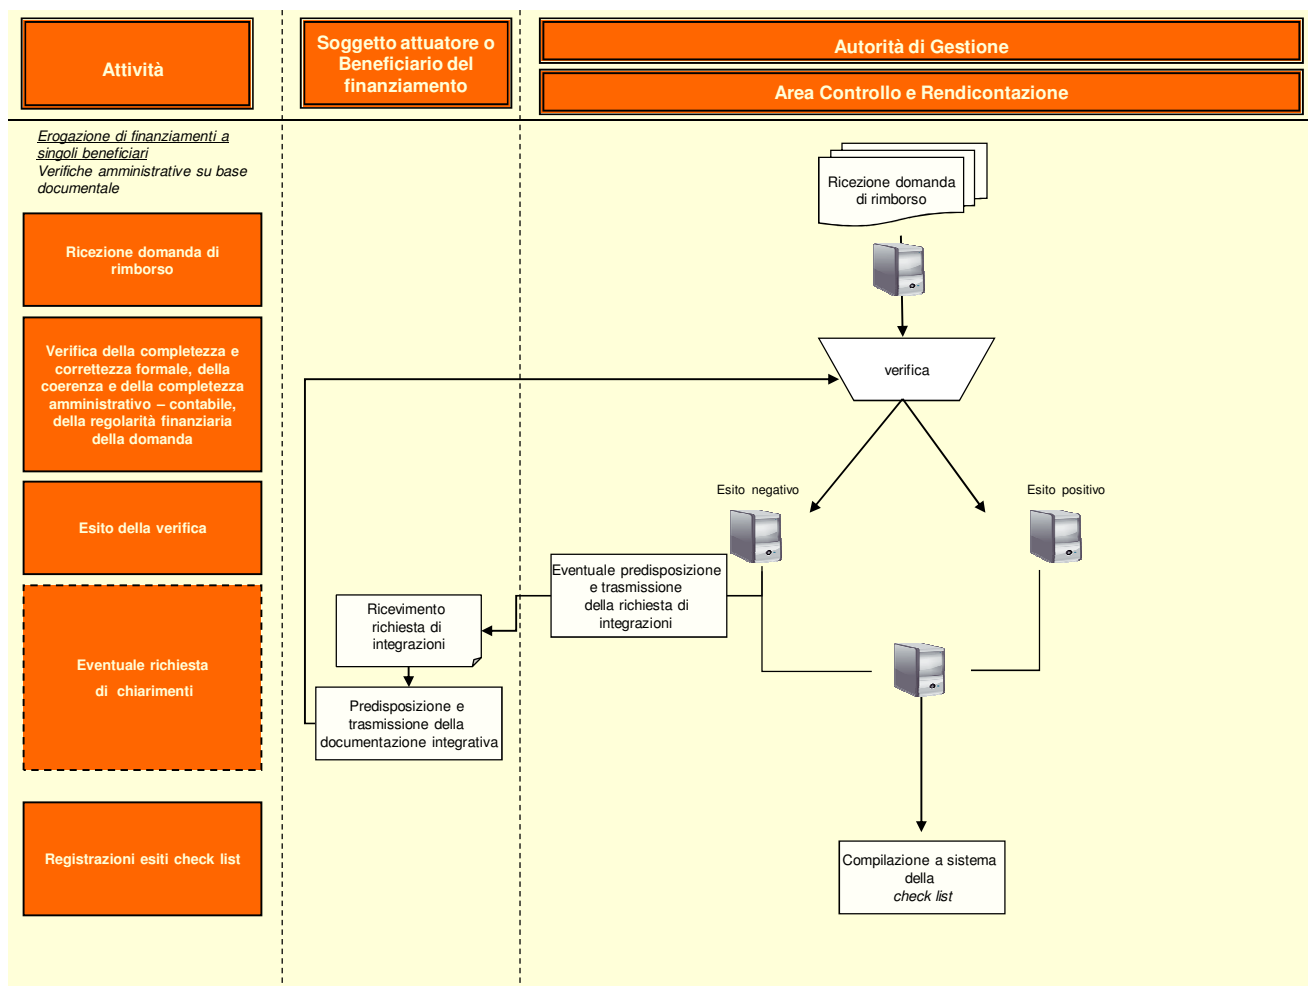 Attività
Soggetto attuatore o
Beneficiario del
finanziamento
Autorità di Gestione
Area Controllo e Rendicontazione
Erogazione di finanziamenti a
singoli beneficiari
Verifiche amministrative su base
documentale
Ricezione domanda
di rimborso
Ricezione domanda di
rimborso
Verifica della completezza e
correttezza formale, della
coerenza e della completezza
amministrativo – contabile,
della regolarità finanziaria
della domanda
verifica
Esito negativo
Esito positivo
Esito della verifica
Eventuale predisposizione
e trasmissione
della richiesta di
integrazioni
Ricevimento
richiesta di
integrazioni
Eventuale richiesta
di chiarimenti
Predisposizione e
trasmissione della
documentazione integrativa
Registrazioni esiti check list
Compilazione a sistema
della
check list